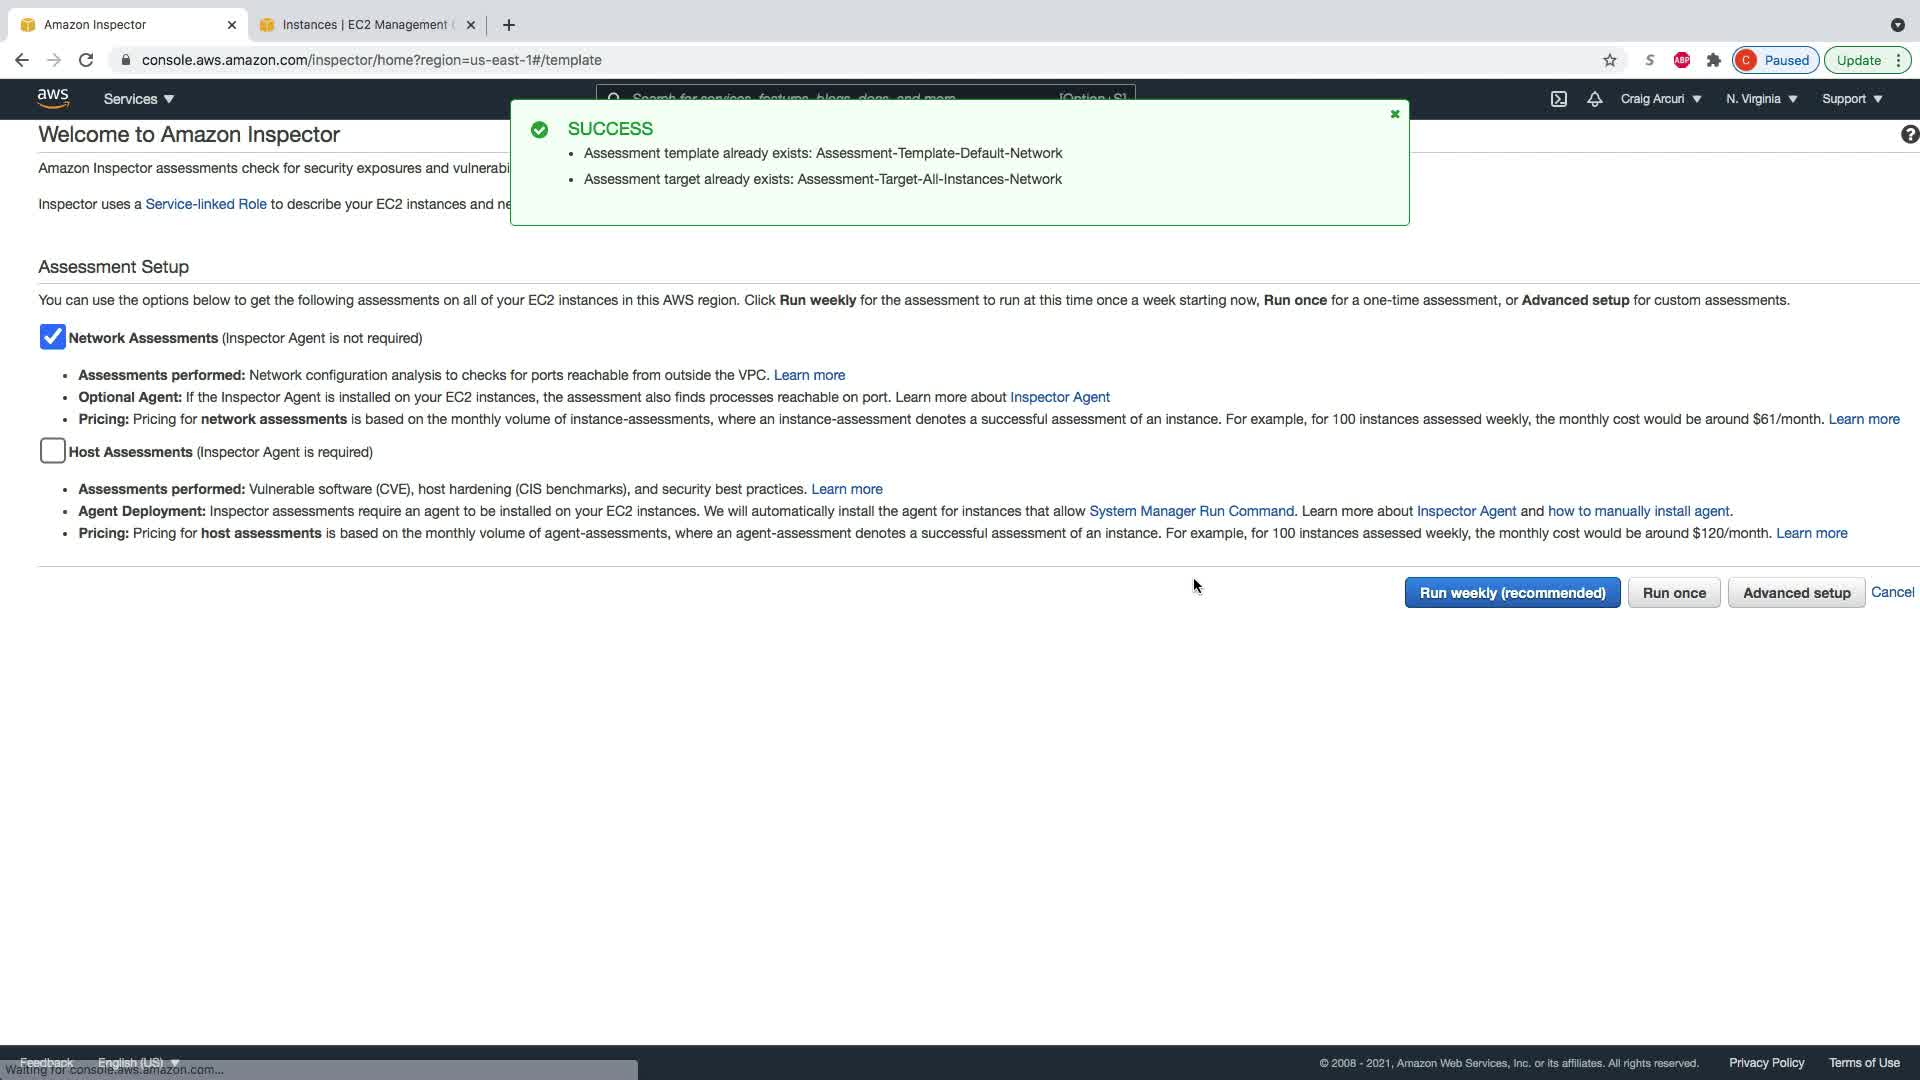 Amazon Inspector
Instances | EC2 Management
console.aws.amazon.com/inspector/home?region=us-east-1#/template
S
ABP
C Paused
Update
aws
Services
Search for services, features, blogs, docs, and more
[Option+S]
Craig Arcuri
N. Virginia
Support
Welcome to Amazon Inspector
SUCCESS
• Assessment template already exists: Assessment-Template-Default-Network
• Assessment target already exists: Assessment-Target-All-Instances-Network
Amazon Inspector assessments check for security exposures and vulnerabi
Inspector uses a Service-linked Role to describe your EC2 instances and ne
Assessment Setup
You can use the options below to get the following assessments on all of your EC2 instances in this AWS region. Click Run weekly for the assessment to run at this time once a week starting now, Run once for a one-time assessment, or Advanced setup for custom assessments.
Network Assessments (Inspector Agent is not required)
• Assessments performed: Network configuration analysis to checks for ports reachable from outside the VPC. Learn more
• Optional Agent: If the Inspector Agent is installed on your EC2 instances, the assessment also finds processes reachable on port. Learn more about Inspector Agent
• Pricing: Pricing for network assessments is based on the monthly volume of instance-assessments, where an instance-assessment denotes a successful assessment of an instance. For example, for 100 instances assessed weekly, the monthly cost would be around $61/month. Learn more
Host Assessments (Inspector Agent is required)
• Assessments performed: Vulnerable software (CVE), host hardening (CIS benchmarks), and security best practices. Learn more
• Agent Deployment: Inspector assessments require an agent to be installed on your EC2 instances. We will automatically install the agent for instances that allow System Manager Run Command. Learn more about Inspector Agent and how to manually install agent.
• Pricing: Pricing for host assessments is based on the monthly volume of agent-assessments, where an agent-assessment denotes a successful assessment of an instance. For example, for 100 instances assessed weekly, the monthly cost would be around $120/month. Learn more
Run weekly (recommended)
Run once
Advanced setup
Cancel
Feedback
English (US)
Waiting for console.aws.amazon.com...
© 2008 - 2021, Amazon Web Services, Inc. or its affiliates. All rights reserved.
Privacy Policy
Terms of Use